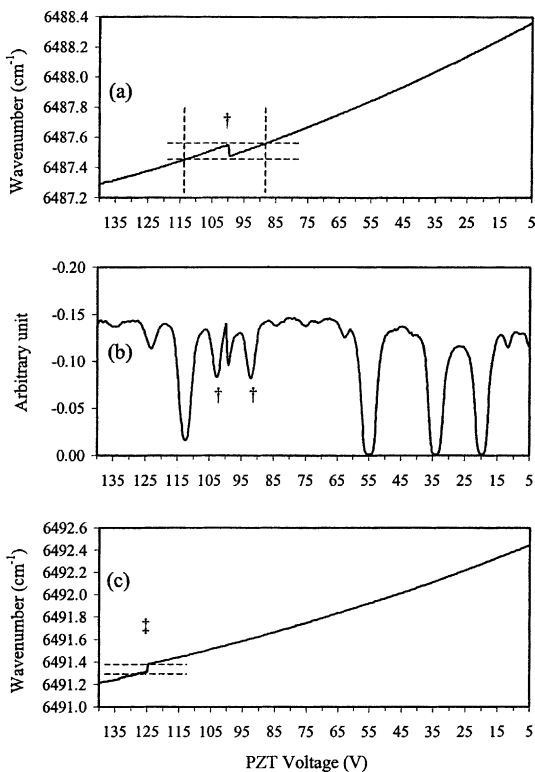 6488.4
6488.2
6488.0
6487.8
6487.6
6487.4
6487.2
Wavenumber (cm-1)
(a)
†
135 125 115 105 95 85 75 65 55 45 35 25 15 5
-0.20
-0.15
-0.10
-0.05
0.00
Arbitrary unit
(b)
† †
135 125 115 105 95 85 75 65 55 45 35 25 15 5
6492.6
6492.4
6492.2
6492.0
6491.8
6491.6
6491.4
6491.2
6491.0
Wavenumber (cm-1)
(c)
‡
135 125 115 105 95 85 75 65 55 45 35 25 15 5
PZT Voltage (V)